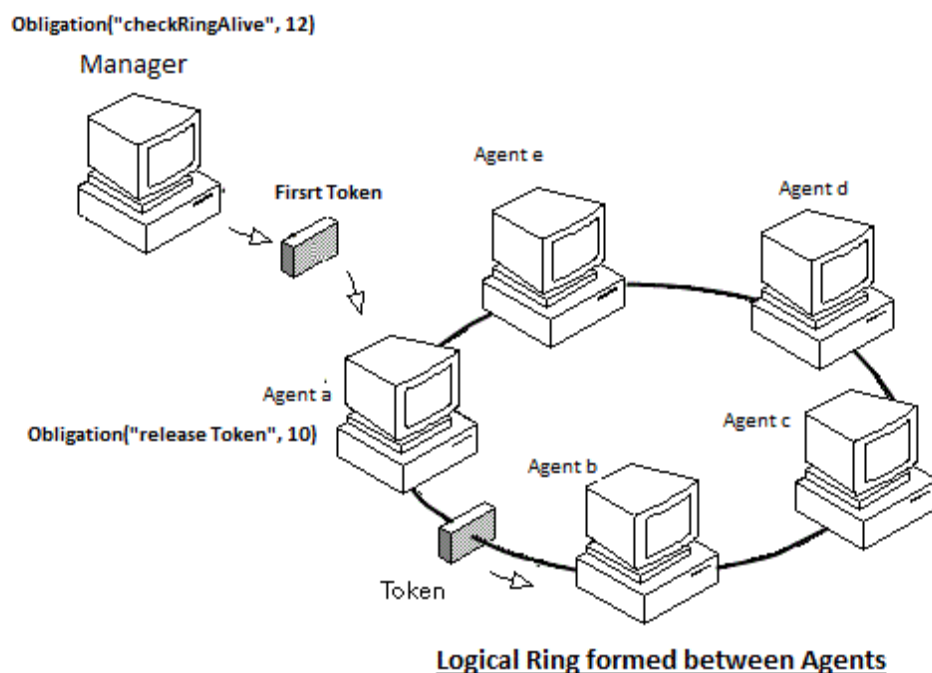 Obligation("checkRingAlive", 12)
Manager
Agent e
Agent d
Firsrt Token
Agent a
Agent c
Obligation("release Token", 10)
Agent b
Token
Logical Ring formed between Agents